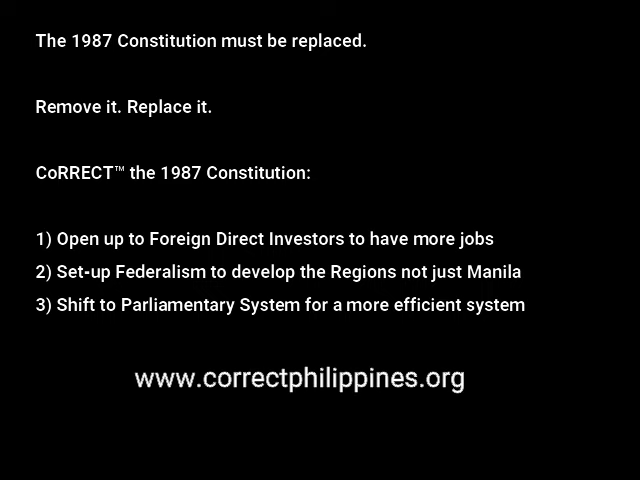 The 1987 Constitution must be replaced.
Remove it. Replace it.
CoRRECT™ the 1987 Constitution:
1) Open up to Foreign Direct Investors to have more jobs
2) Set-up Federalism to develop the Regions not just Manila
3) Shift to Parliamentary System for a more efficient system
www.correctphilippines.org